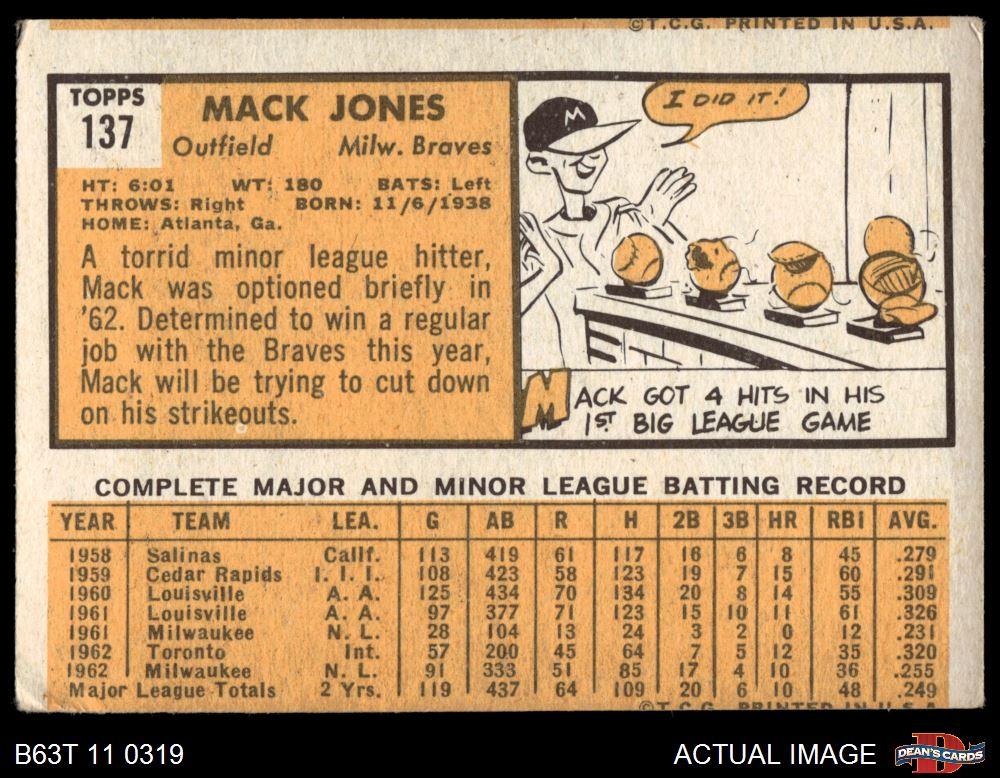 ©T.C.G. PRINTED IN U.S.A.
TOPPS
137
MACK JONES
Outfield Milw. Braves
HT: 6:01 WT: 180 BATS: Left
THROWS: Right BORN: 11/6/1938
HOME: Atlanta, Ga.
A torrid minor league hitter,
Mack was optioned briefly in
'62. Determined to win a regular
job with the Braves this year,
Mack will be trying to cut down
on his strikeouts.
M
I DID IT!
MACK GOT 4 HITS IN HIS
1ST BIG LEAGUE GAME
COMPLETE MAJOR AND MINOR LEAGUE BATTING RECORD
YEAR TEAM LEA. G AB R H 2B 3B HR RBI AVG.
1958 Salinas Calif. 113 419 61 117 16 6 8 45 .279
1959 Cedar Rapids I. I. I. 108 423 58 123 19 7 15 60 .291
1960 Louisville A. A. 125 434 70 134 20 8 14 55 .309
1961 Louisville A. A. 97 377 71 123 15 10 11 61 .326
1961 Milwaukee N. L. 28 104 13 24 3 2 0 12 .231
1962 Toronto Int. 57 200 45 64 7 5 12 35 .320
1962 Milwaukee N. L. 91 333 51 85 17 4 10 36 .255
Major League Totals 2 Yrs. 119 437 64 109 20 6 10 48 .249
©T.C.G. PRINTED IN U.S.A.
B63T 11 0319
ACTUAL IMAGE
D
DEAN'S CARDS